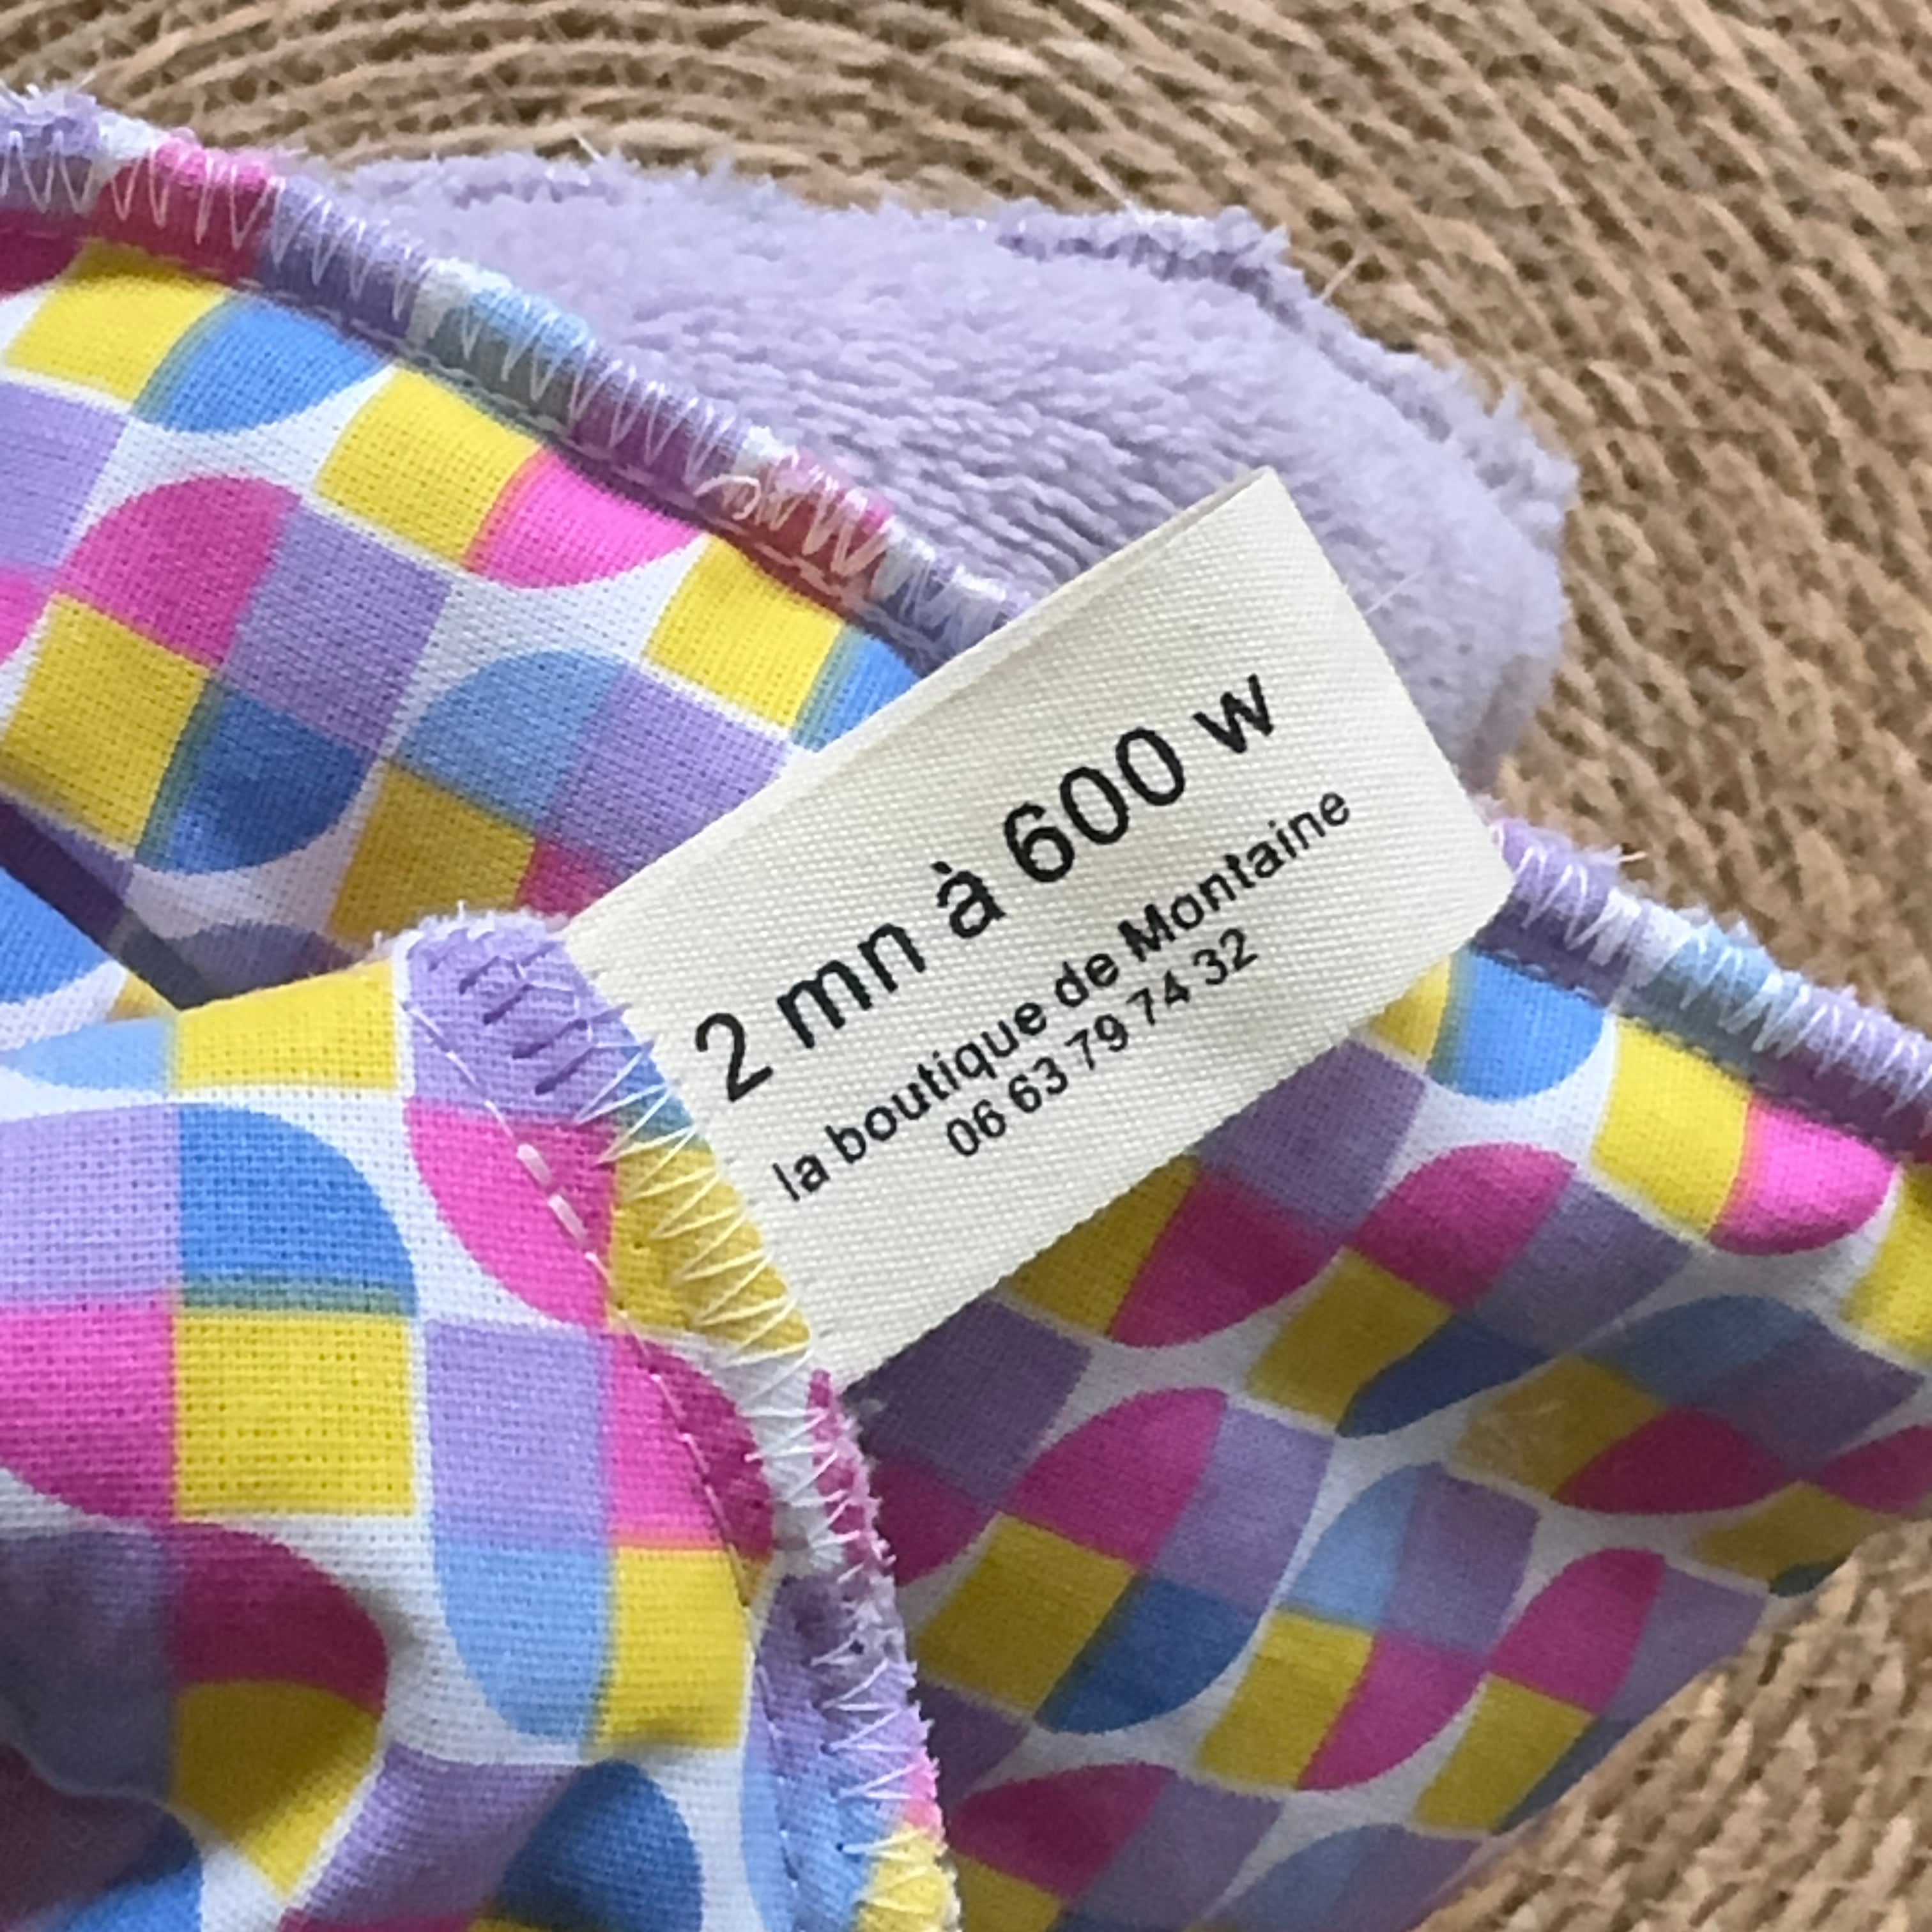 2 mn à 600 w
la boutique de Montaine
06 63 79 74 32